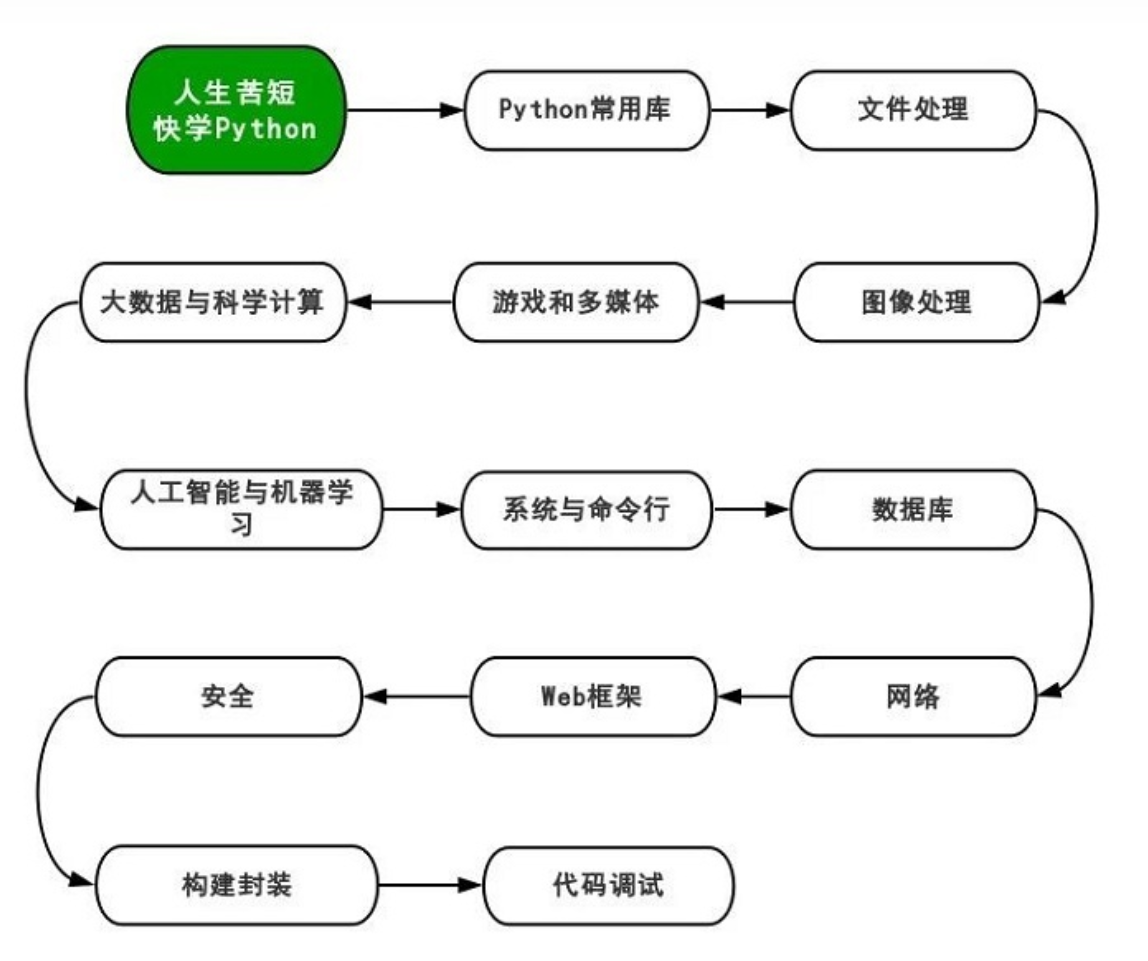 人生苦短
快学Python
Python常用库
文件处理
大数据与科学计算
游戏和多媒体
图像处理
人工智能与机器学
习
系统与命令行
数据库
安全
Web框架
网络
构建封装
代码调试